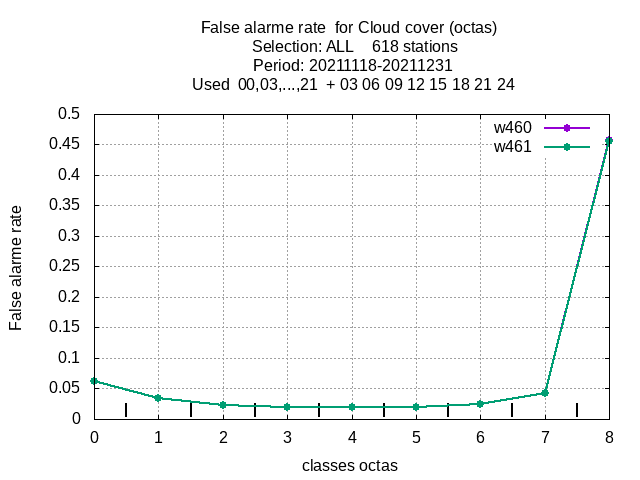 False alarme rate  for Cloud cover (octas)
Selection: ALL    618 stations
Period: 20211118-20211231
Used  00,03,...,21  + 03 06 09 12 15 18 21 24
w460
w461
0.5
0.45
0.4
0.35
0.3
0.25
0.2
0.15
0.1
0.05
0
False alarme rate
0 1 2 3 4 5 6 7 8
classes octas